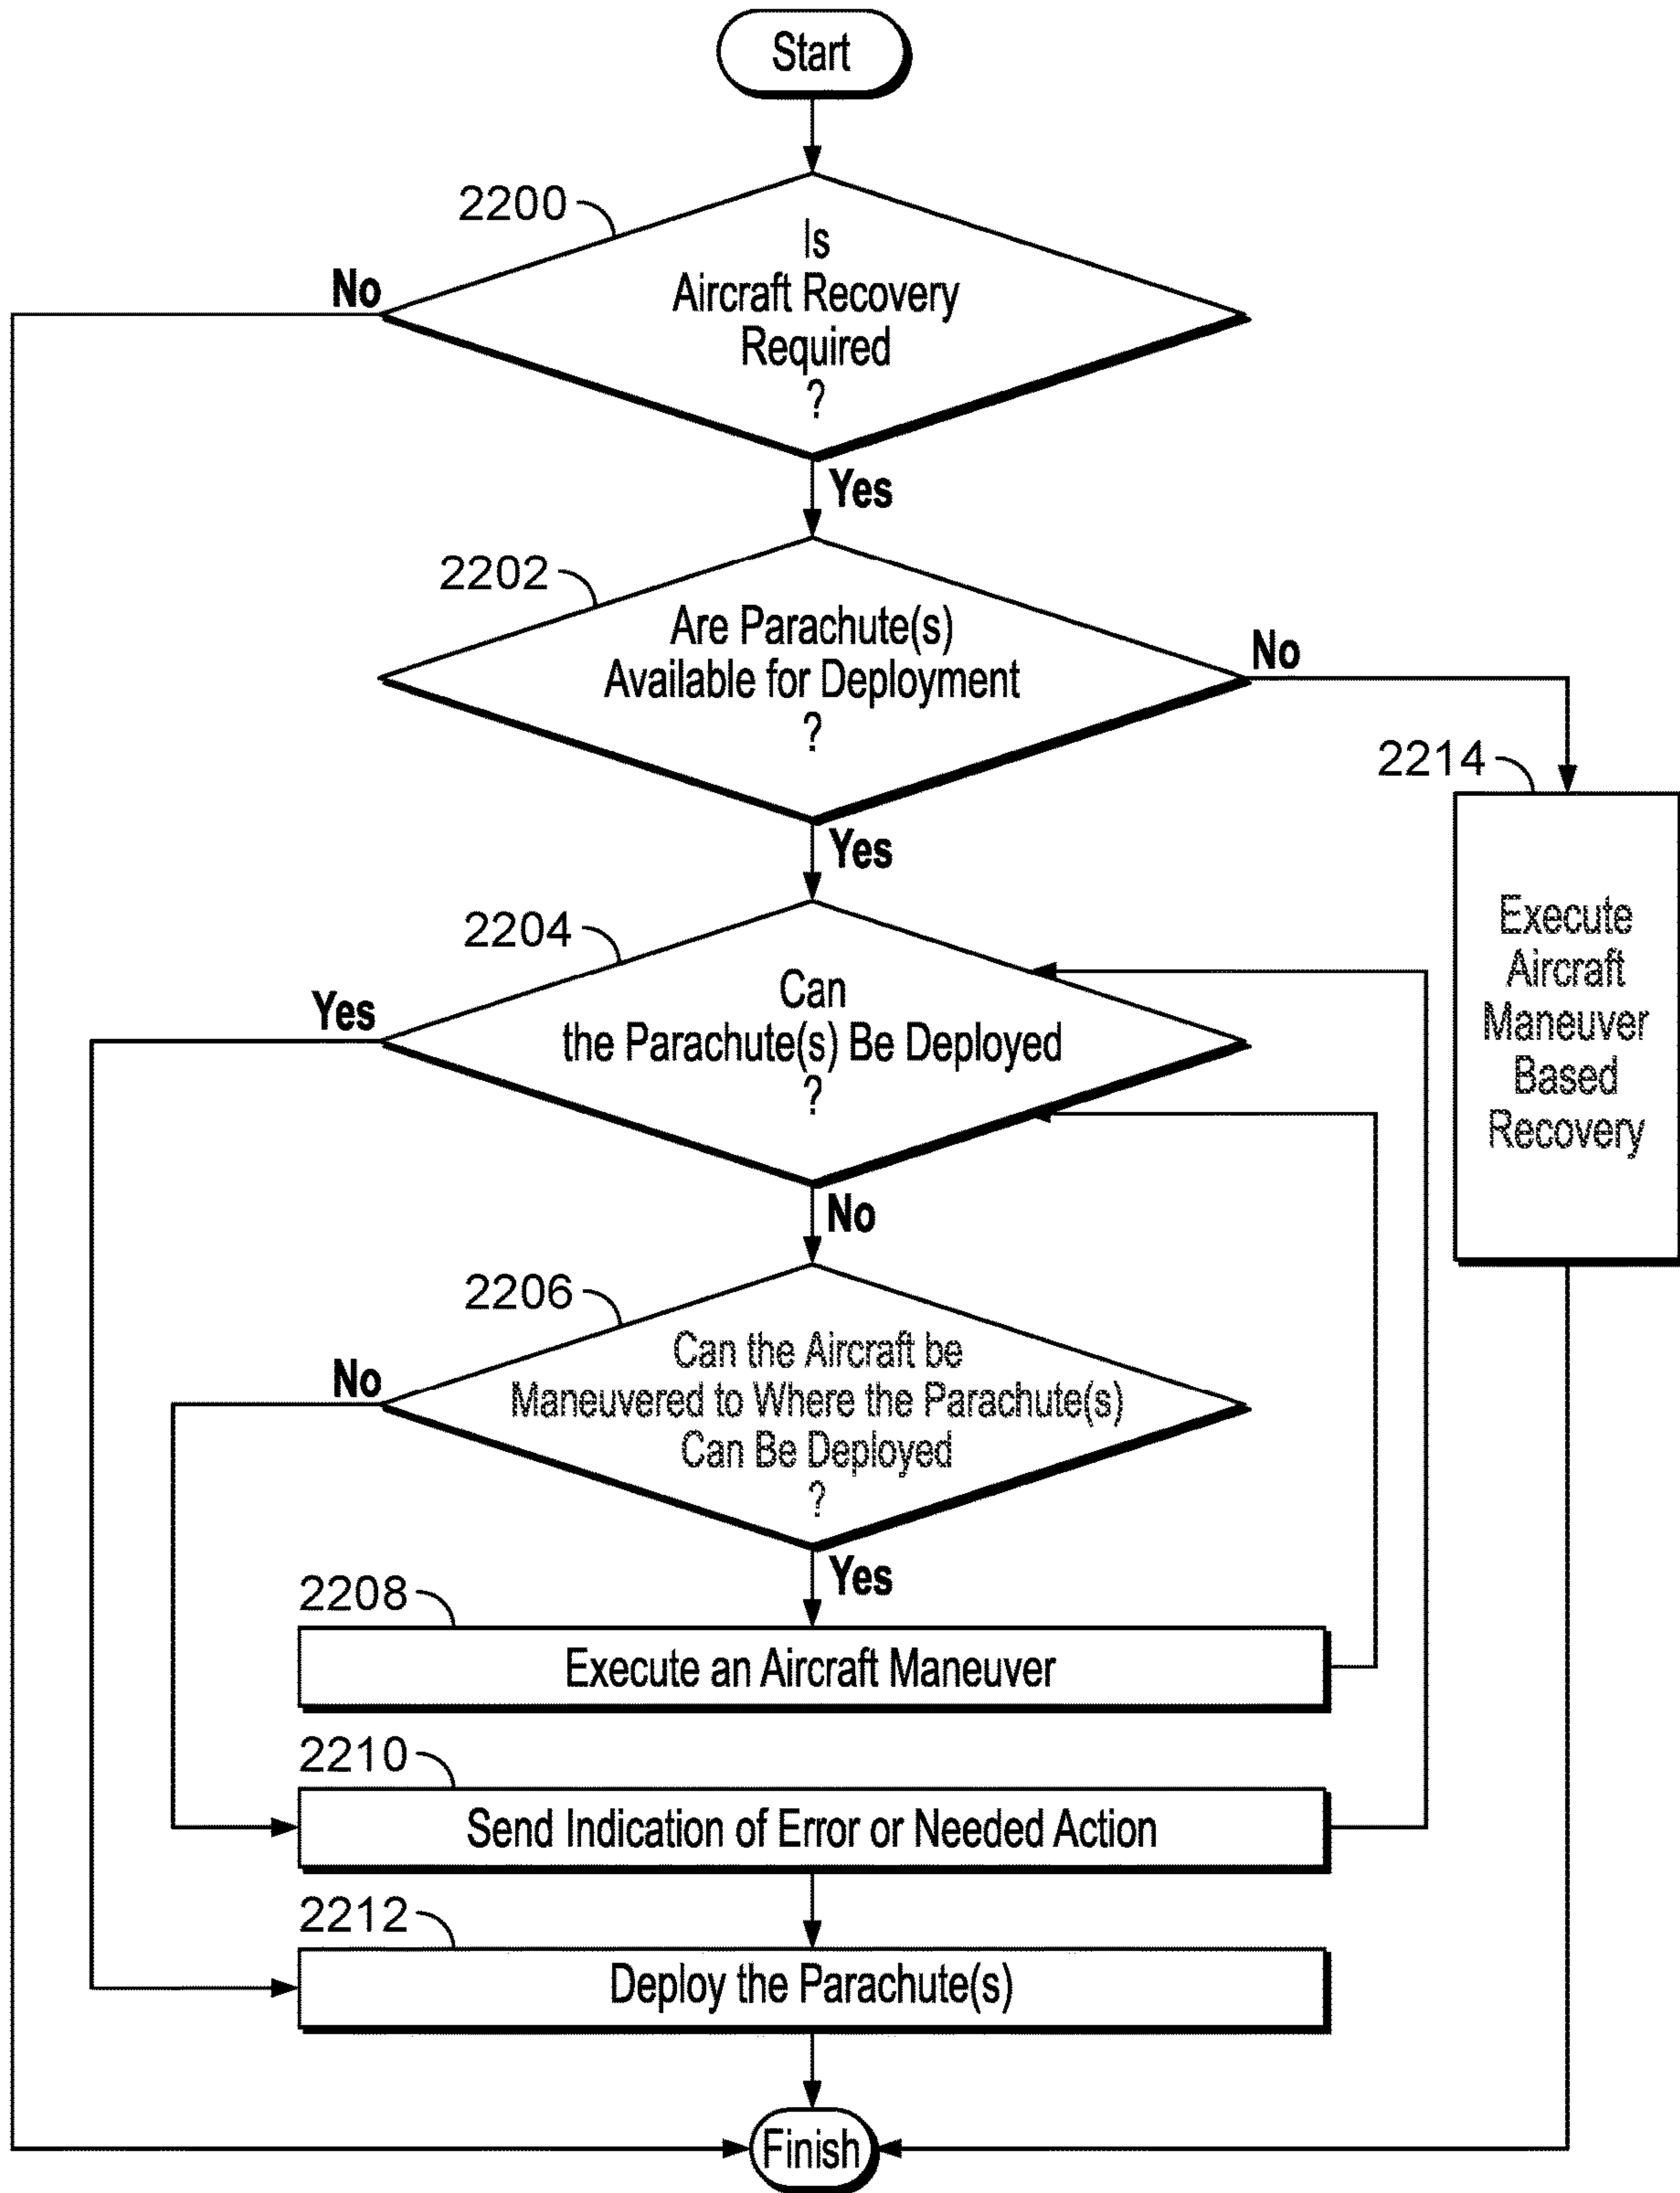 Start
2200
Is
Aircraft Recovery
Required
?
No
Yes
2202
Are Parachute(s)
Available for Deployment
?
No
Yes
2214
Execute
Aircraft
Maneuver
Based
Recovery
2204
Can
the Parachute(s) Be Deployed
?
Yes
No
2206
Can the Aircraft be
Maneuvered to Where the Parachute(s)
Can Be Deployed
?
No
Yes
2208
Execute an Aircraft Maneuver
2210
Send Indication of Error or Needed Action
2212
Deploy the Parachute(s)
Finish